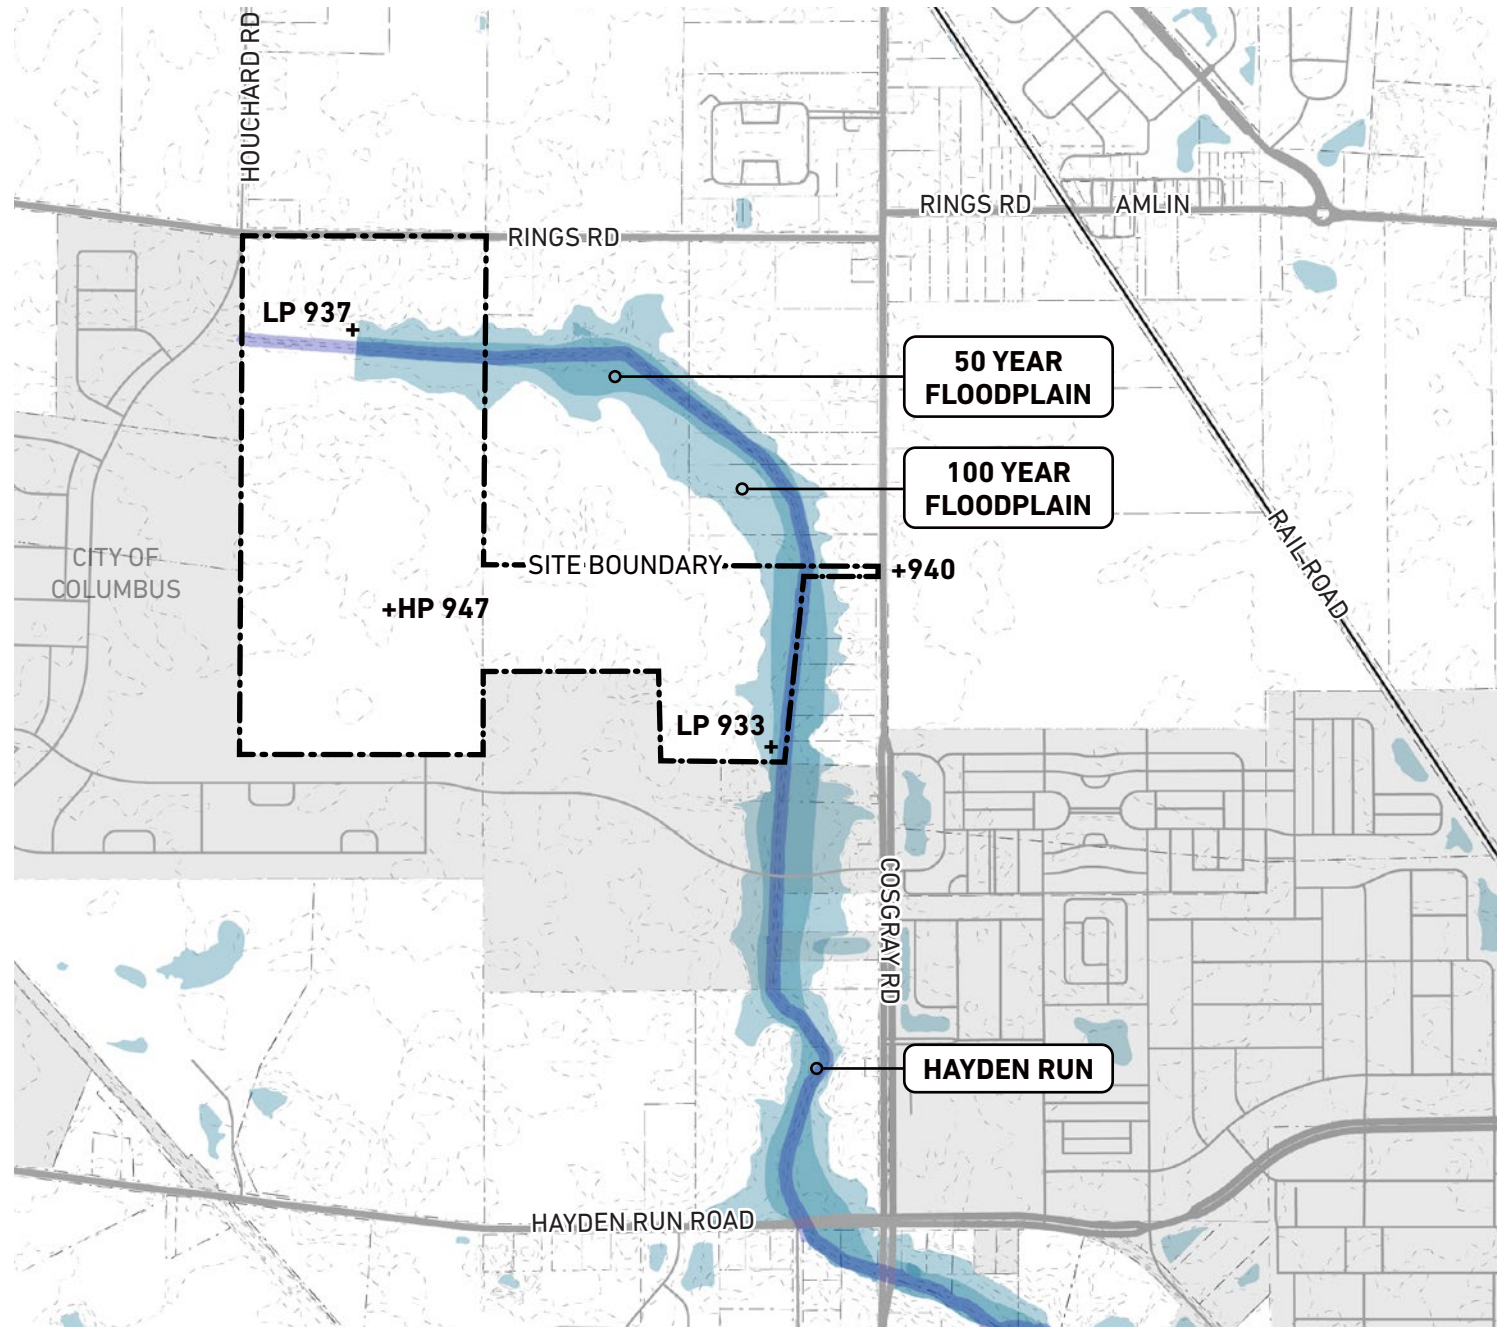 HOUCHARD RD
RINGS RD
AMLIN
RINGS RD
LP 937
+
50 YEAR
FLOODPLAIN
100 YEAR
FLOODPLAIN
RAIL ROAD
CITY OF
COLUMBUS
SITE BOUNDARY
+940
+HP 947
LP 933
+
COSGRAY RD
HAYDEN RUN
HAYDEN RUN ROAD